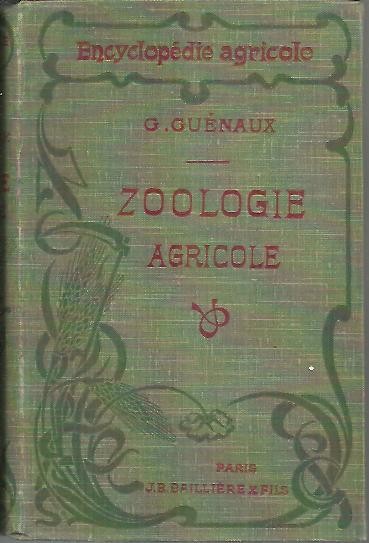 Encyclopédie agricole
G. GUÉNAUX
ZOOLOGIE
AGRICOLE
PARIS
J. B. BAILLIÈRE & FILS